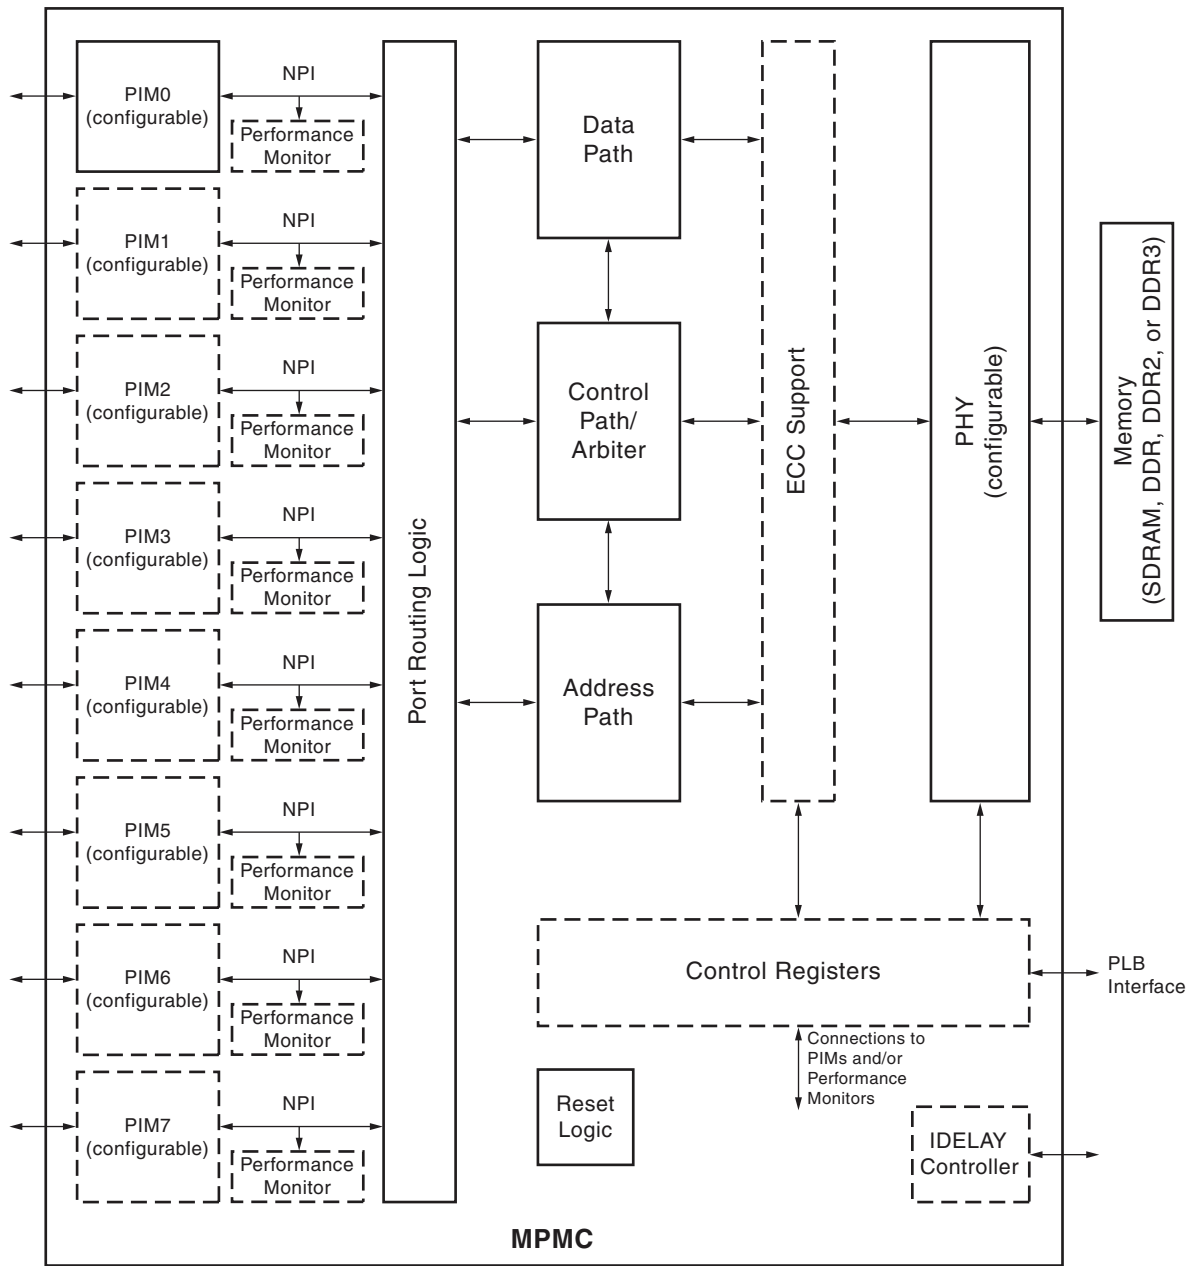 NPI
PIM0
(configurable)
Performance
Monitor
NPI
PIM1
(configurable)
Performance
Monitor
NPI
PIM2
(configurable)
Performance
Monitor
NPI
PIM3
(configurable)
Performance
Monitor
NPI
PIM4
(configurable)
Performance
Monitor
NPI
PIM5
(configurable)
Performance
Monitor
NPI
PIM6
(configurable)
Performance
Monitor
NPI
PIM7
(configurable)
Performance
Monitor
Port Routing Logic
Data
Path
Control
Path/
Arbiter
Address
Path
ECC Support
PHY
(configurable)
Memory
(SDRAM, DDR, DDR2, or DDR3)
Control Registers
PLB
Interface
Connections to
PIMs and/or
Performance
Monitors
Reset
Logic
IDELAY
Controller
MPMC